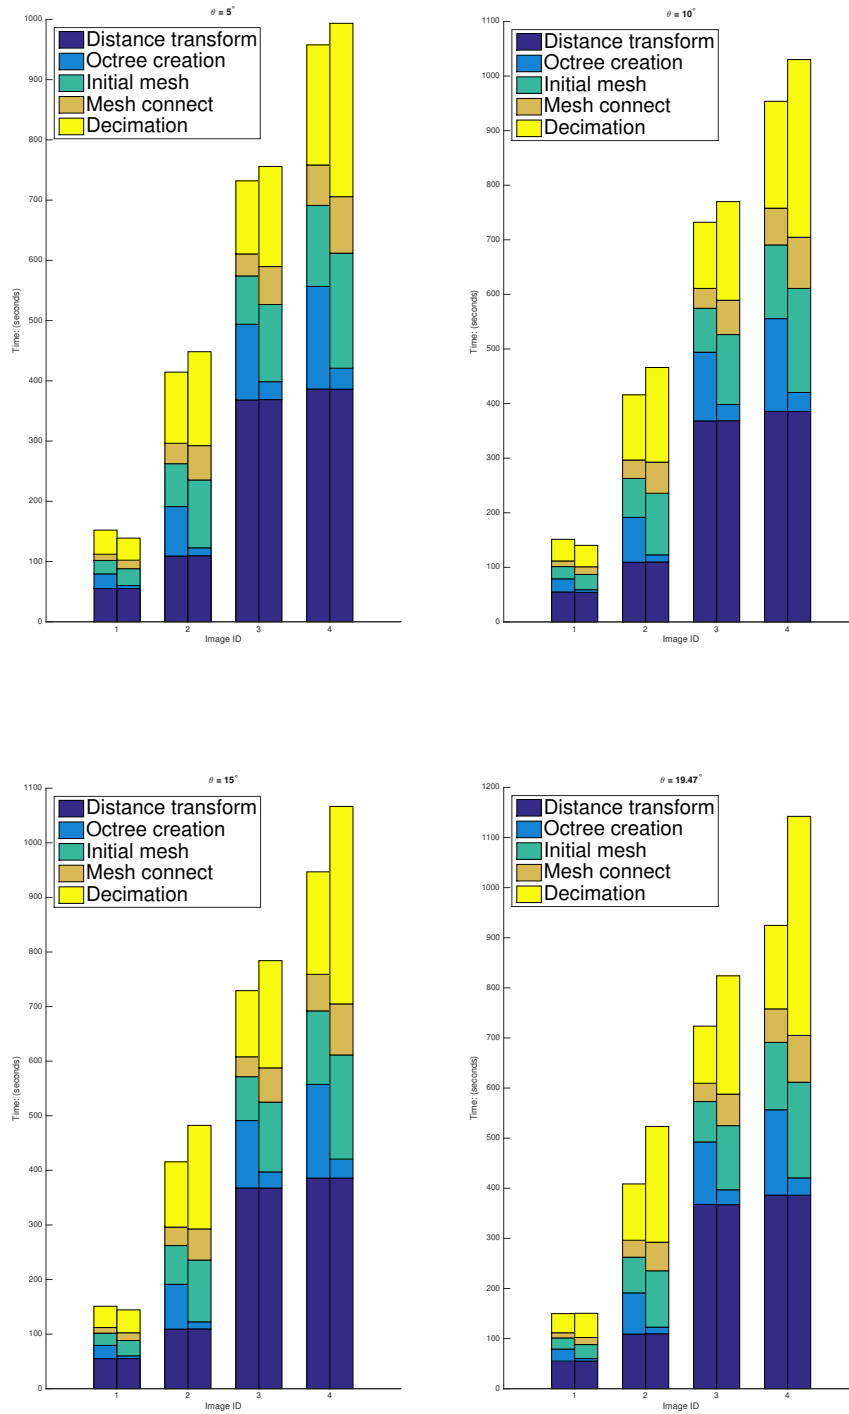 θ = 5°
1000
900
800
700
600
500
400
300
200
100
0
Time: (seconds)
Distance transform
Octree creation
Initial mesh
Mesh connect
Decimation
1 2 3 4
Image ID
θ = 10°
1100
1000
900
800
700
600
500
400
300
200
100
0
Time: (seconds)
Distance transform
Octree creation
Initial mesh
Mesh connect
Decimation
1 2 3 4
Image ID
θ = 15°
1100
1000
900
800
700
600
500
400
300
200
100
0
Time: (seconds)
Distance transform
Octree creation
Initial mesh
Mesh connect
Decimation
1 2 3 4
Image ID
θ = 19.47°
1200
1100
1000
900
800
700
600
500
400
300
200
100
0
Time: (seconds)
Distance transform
Octree creation
Initial mesh
Mesh connect
Decimation
1 2 3 4
Image ID